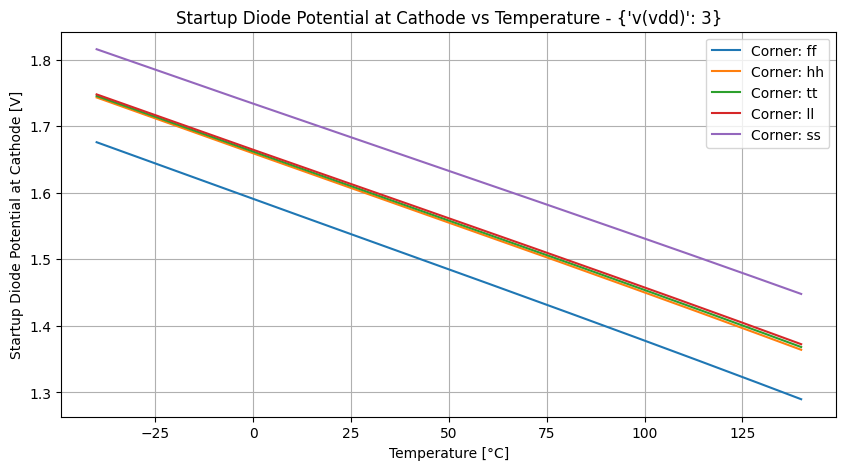 Startup Diode Potential at Cathode vs Temperature - {'v(vdd)': 3}
Startup Diode Potential at Cathode [V]
1.8
1.7
1.6
1.5
1.4
1.3
Corner: ff
Corner: hh
Corner: tt
Corner: ll
Corner: ss
−25
0
25
50
75
100
125
Temperature [°C]